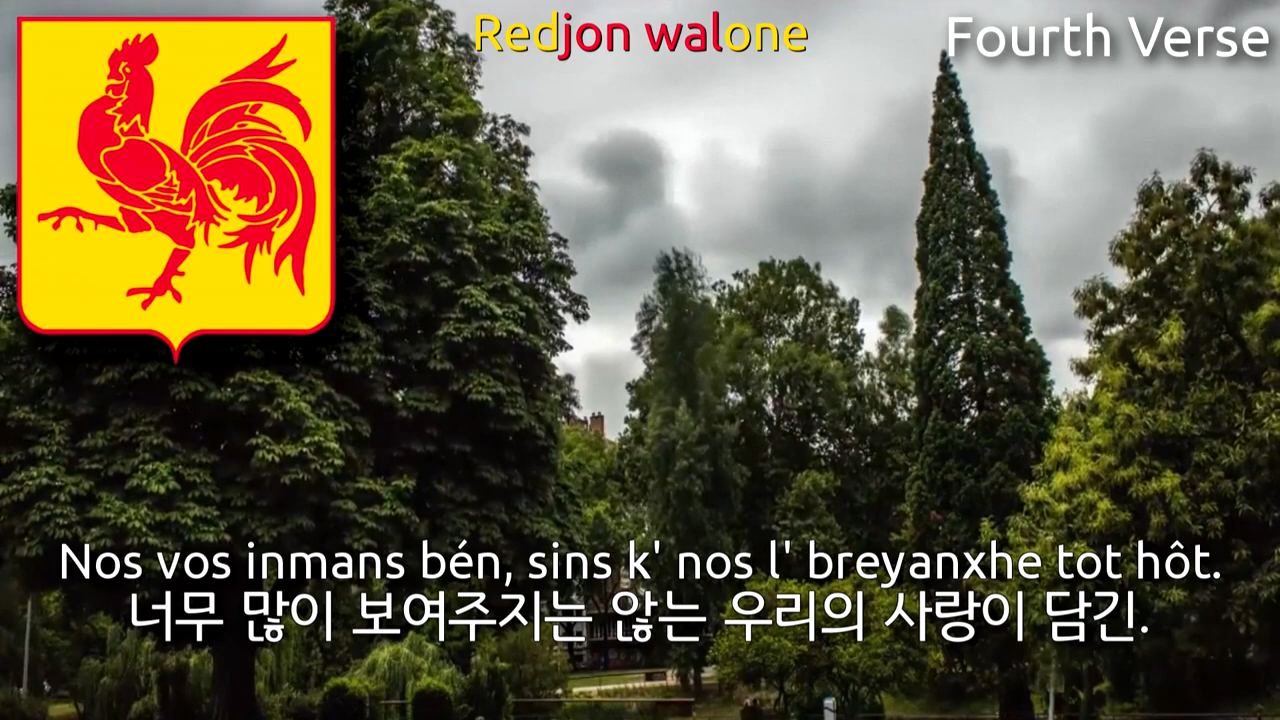 Redjon walone
Fourth Verse
Nos vos inmans bén, sins k' nos l' breyanxhe tot hôt.
너무 많이 보여주지는 않는 우리의 사랑이 담긴.